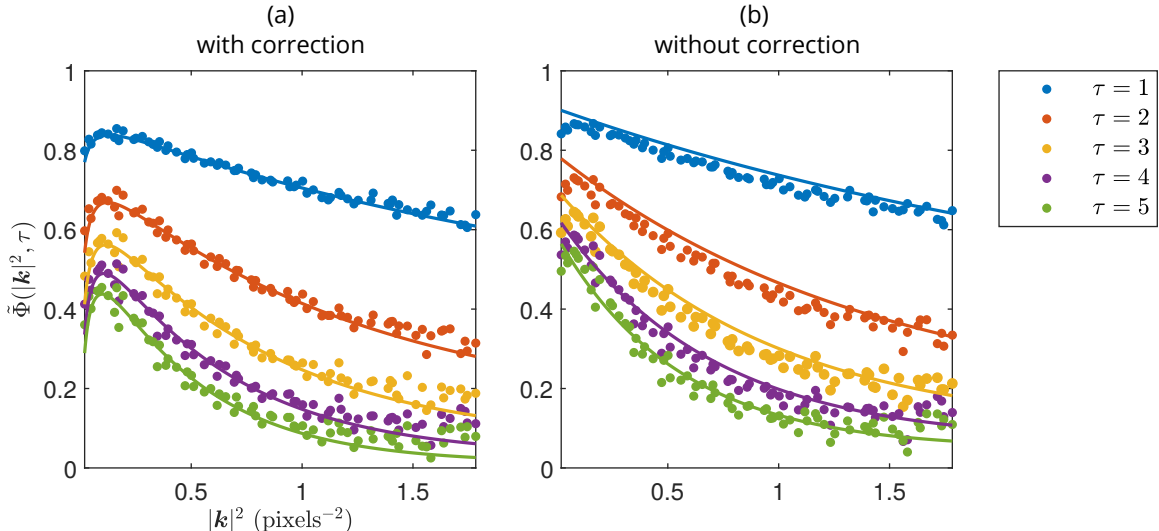 (a)
with correction
(b)
without correction
1
0.8
0.6
0.4
0.2
0
0.5
1
1.5
Φ̃(|k|², τ)
|k|² (pixels⁻²)
1
0.8
0.6
0.4
0.2
0
0.5
1
1.5
τ = 1
τ = 2
τ = 3
τ = 4
τ = 5